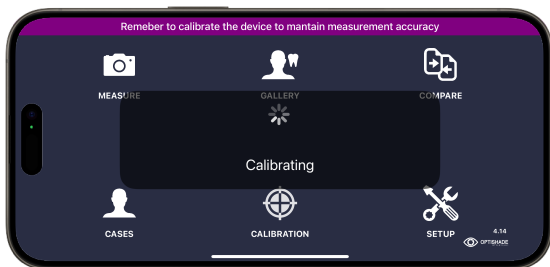 Remeber to calibrate the device to mantain measurement accuracy
MEASURE
GALLERY
COMPARE
Calibrating
CASES
CALIBRATION
SETUP
4.14
OPTISHADE